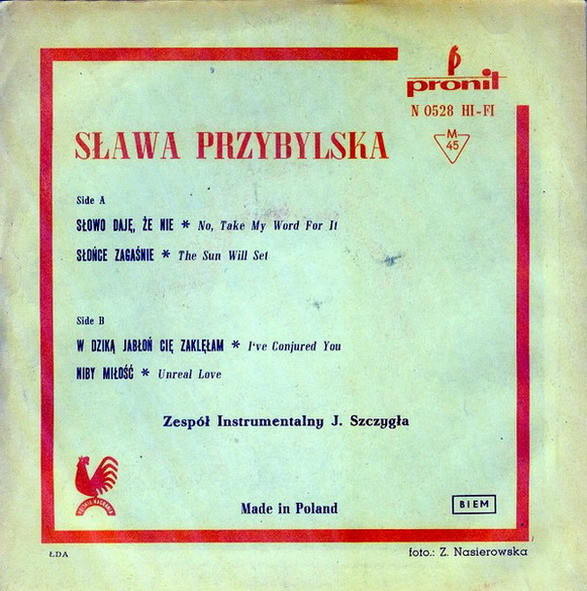 pronit
N 0528 HI-FI
M
45
SŁAWA PRZYBYLSKA
Side A
SŁOWO DAJĘ, ŻE NIE * No, Take My Word For It
SŁOŃCE ZAGAŚNIE * The Sun Will Set
Side B
W DZIKĄ JABŁOŃ CIĘ ZAKLĘŁAM * I've Conjured You
NIBY MIŁOŚĆ * Unreal Love
Zespół Instrumentalny J. Szczygła
POLSKIE NAGRANIA
Made in Poland
BIEM
ŁDA
foto.: Z. Nasierowska